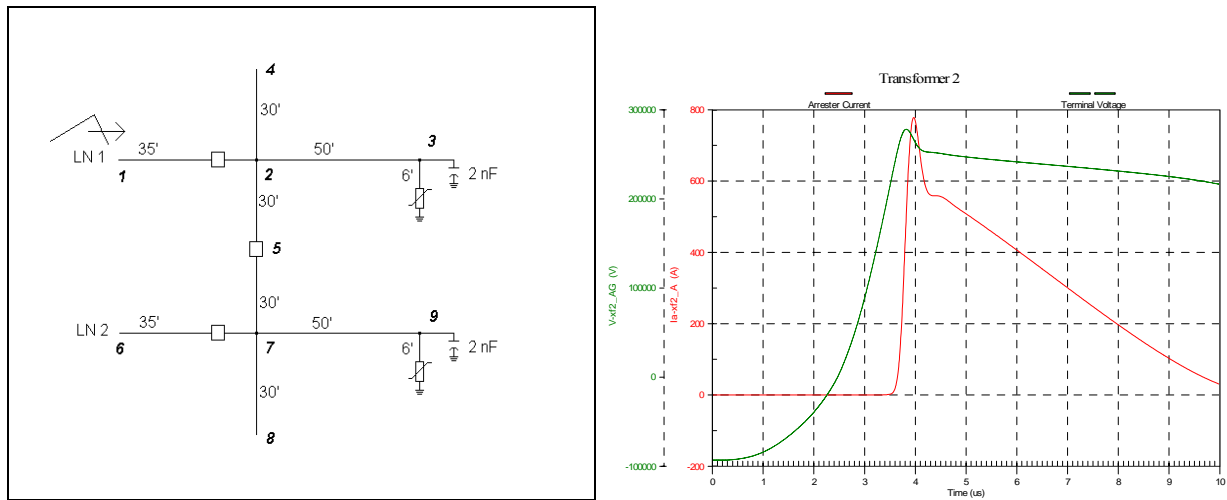 4
30'
LN 1
35'
50'
3
1
2
6'
2 nF
30'
5
30'
LN 2
35'
50'
9
6
7
6'
2 nF
30'
8
Transformer 2
Arrester Current
Terminal Voltage
V-xf2_AG (V)
300000
200000
100000
0
-100000
Ia-xf2_A (A)
800
600
400
200
0
-200
0 1 2 3 4 5 6 7 8 9 10
Time (us)